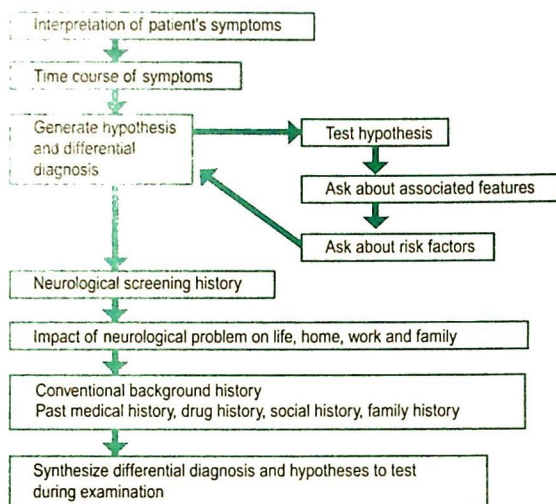 Interpretation of patient's symptoms
Time course of symptoms
Generate hypothesis
and differential
diagnosis
Test hypothesis
Ask about associated features
Ask about risk factors
Neurological screening history
Impact of neurological problem on life, home, work and family
Conventional background history
Past medical history, drug history, social history, family history
Synthesize differential diagnosis and hypotheses to test
during examination